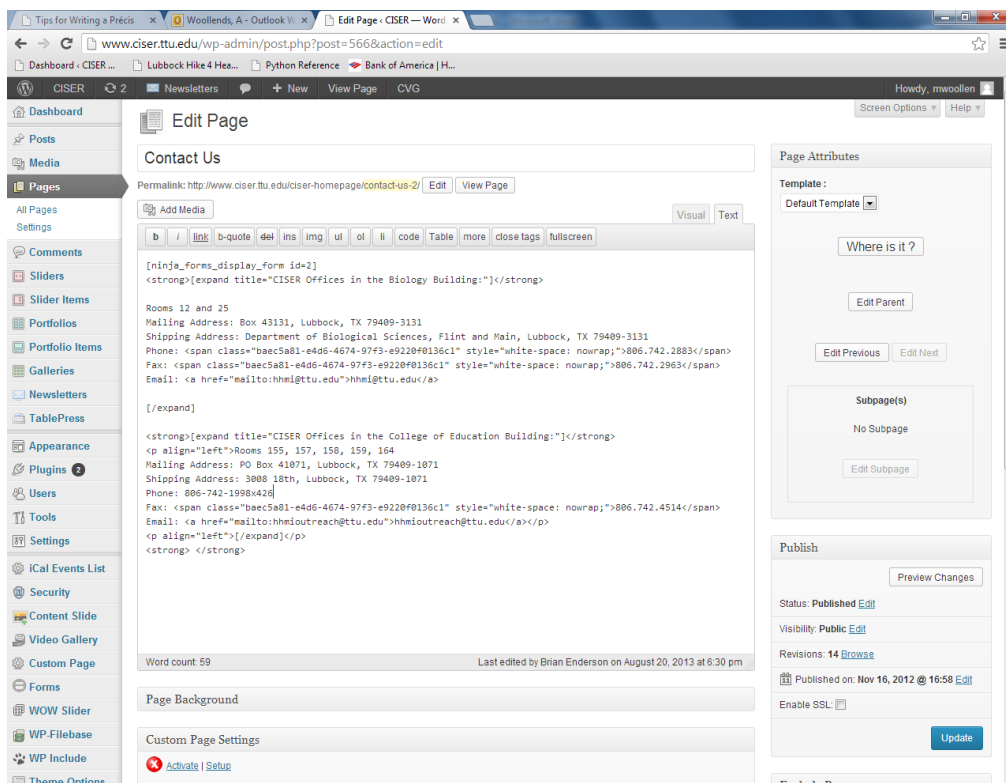 Tips for Writing a Précis
Woollends, A - Outlook W
Edit Page ‹ CISER — Word
www.ciser.ttu.edu/wp-admin/post.php?post=566&action=edit
Dashboard ‹ CISER ...
Lubbock Hike 4 Hea...
Python Reference
Bank of America | H...
CISER
2
Newsletters
+ New
View Page
CVG
Howdy, mwoollen
Screen Options
Help
Dashboard
Posts
Media
Pages
All Pages
Settings
Comments
Sliders
Slider Items
Portfolios
Portfolio Items
Galleries
Newsletters
TablePress
Appearance
Plugins 2
Users
Tools
Settings
iCal Events List
Security
Content Slide
Video Gallery
Custom Page
Forms
WOW Slider
WP-Filebase
WP Include
Theme Options
Edit Page
Contact Us
Permalink: http://www.ciser.ttu.edu/ciser-homepage/contact-us-2/ Edit View Page
Add Media
Visual Text
b i link b-quote del ins img ul ol li code Table more close tags fullscreen
[ninja_forms_display_form id=2]
<strong>[expand title="CISER Offices in the Biology Building:"]</strong>
Rooms 12 and 25
Mailing Address: Box 43131, Lubbock, TX 79409-3131
Shipping Address: Department of Biological Sciences, Flint and Main, Lubbock, TX 79409-3131
Phone: <span class="baec5a81-e4d6-4674-97f3-e9220f0136c1" style="white-space: nowrap;">806.742.2883</span>
Fax: <span class="baec5a81-e4d6-4674-97f3-e9220f0136c1" style="white-space: nowrap;">806.742.2963</span>
Email: <a href="mailto:hhmi@ttu.edu">hhmi@ttu.edu</a>
[/expand]
<strong>[expand title="CISER Offices in the College of Education Building:"]</strong>
<p align="left">Rooms 155, 157, 158, 159, 164
Mailing Address: PO Box 41071, Lubbock, TX 79409-1071
Shipping Address: 3008 18th, Lubbock, TX 79409-1071
Phone: 806-742-1998x426
Fax: <span class="baec5a81-e4d6-4674-97f3-e9220f0136c1" style="white-space: nowrap;">806.742.4514</span>
Email: <a href="mailto:hhmioutreach@ttu.edu">hhmioutreach@ttu.edu</a></p>
<p align="left">[/expand]</p>
<strong> </strong>
Word count: 59
Last edited by Brian Enderson on August 20, 2013 at 6:30 pm
Page Background
Custom Page Settings
Activate | Setup
Page Attributes
Template :
Default Template
Where is it ?
Edit Parent
Edit Previous
Edit Next
Subpage(s)
No Subpage
Edit Subpage
Publish
Preview Changes
Status: Published Edit
Visibility: Public Edit
Revisions: 14 Browse
Published on: Nov 16, 2012 @ 16:58 Edit
Enable SSL:
Update